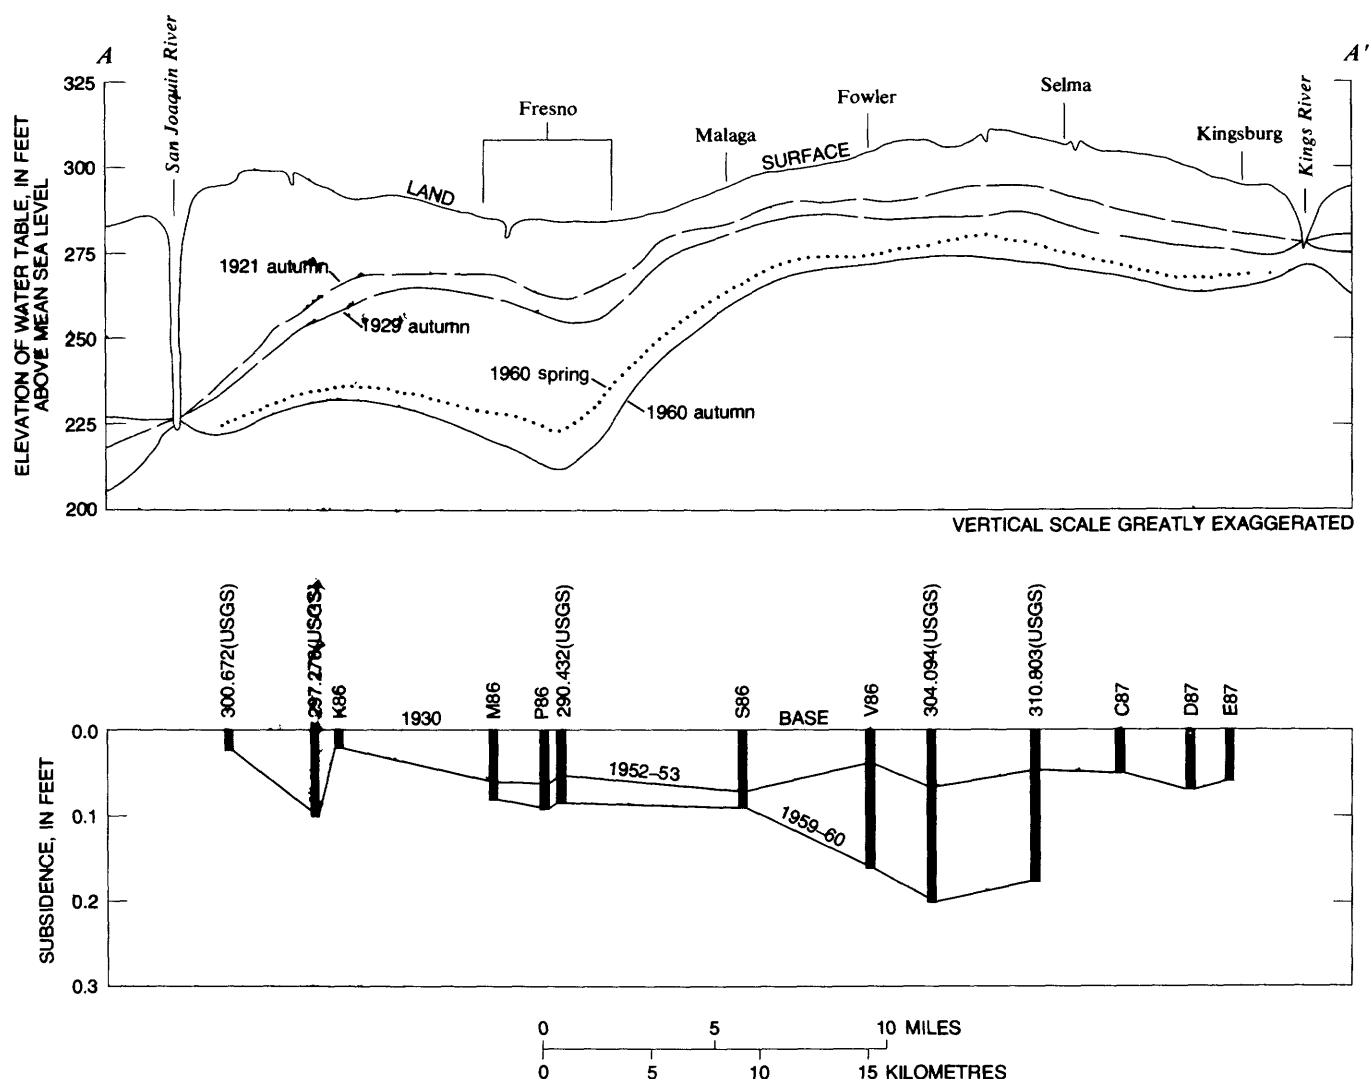 A
A'
San Joaquin River
Fresno
Malaga
Fowler
Selma
Kingsburg
Kings River
LAND
SURFACE
ELEVATION OF WATER TABLE, IN FEET
ABOVE MEAN SEA LEVEL
325
300
275
250
225
200
1921 autumn
1929 autumn
1960 spring
1960 autumn
VERTICAL SCALE GREATLY EXAGGERATED
300.672(USGS)
297.276(USGS)
K86
1930
M86
P86
290.432(USGS)
S86
BASE
V86
304.094(USGS)
310.803(USGS)
C87
D87
E87
SUBSIDENCE, IN FEET
0.0
0.1
0.2
0.3
1952–53
1959–60
0 5 10 MILES
0 5 10 15 KILOMETRES